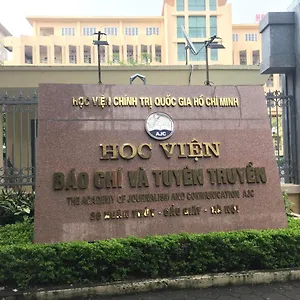 HỌC VIỆN CHÍNH TRỊ QUỐC GIA HỒ CHÍ MINH
AJC
HỌC VIỆN
BÁO CHÍ VÀ TUYÊN TRUYỀN
THE ACADEMY OF JOURNALISM AND COMMUNICATION AJC
36 XUÂN THỦY - CẦU GIẤY - HÀ NỘI